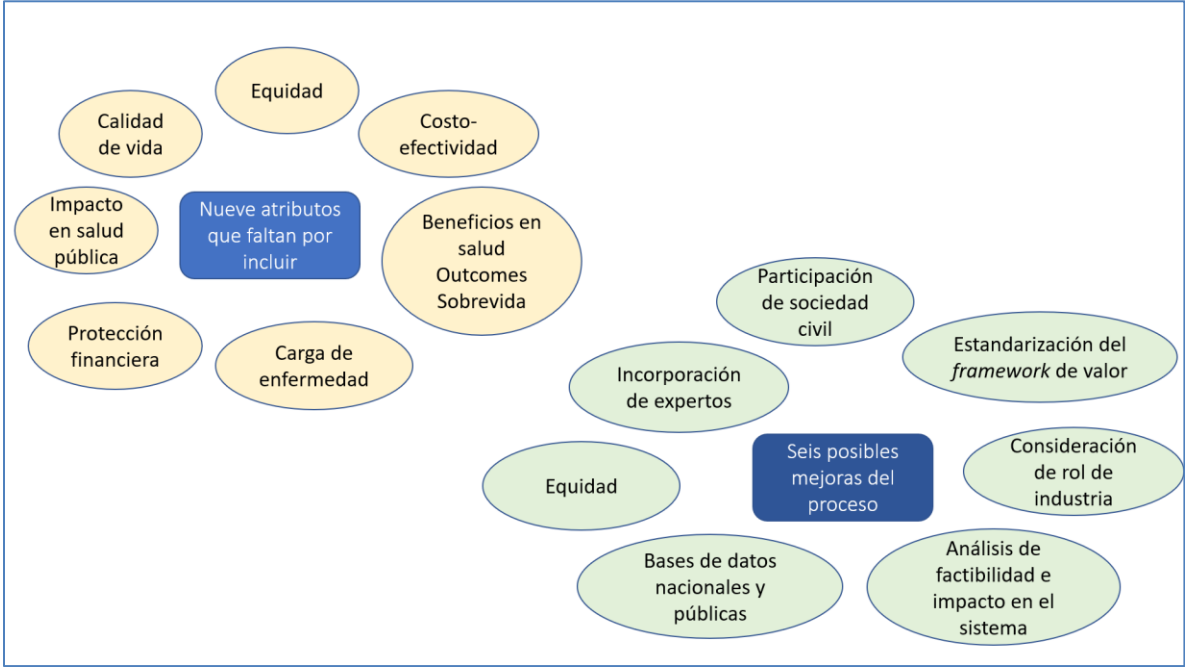 Equidad
Calidad
de vida
Costo-
efectividad
Impacto
en salud
pública
Nueve atributos
que faltan por
incluir
Beneficios en
salud
Outcomes
Sobrevida
Protección
financiera
Carga de
enfermedad
Participación
de sociedad
civil
Estandarización del
framework de valor
Incorporación
de expertos
Seis posibles
mejoras del
proceso
Consideración
de rol de
industria
Equidad
Bases de datos
nacionales y
públicas
Análisis de
factibilidad e
impacto en el
sistema